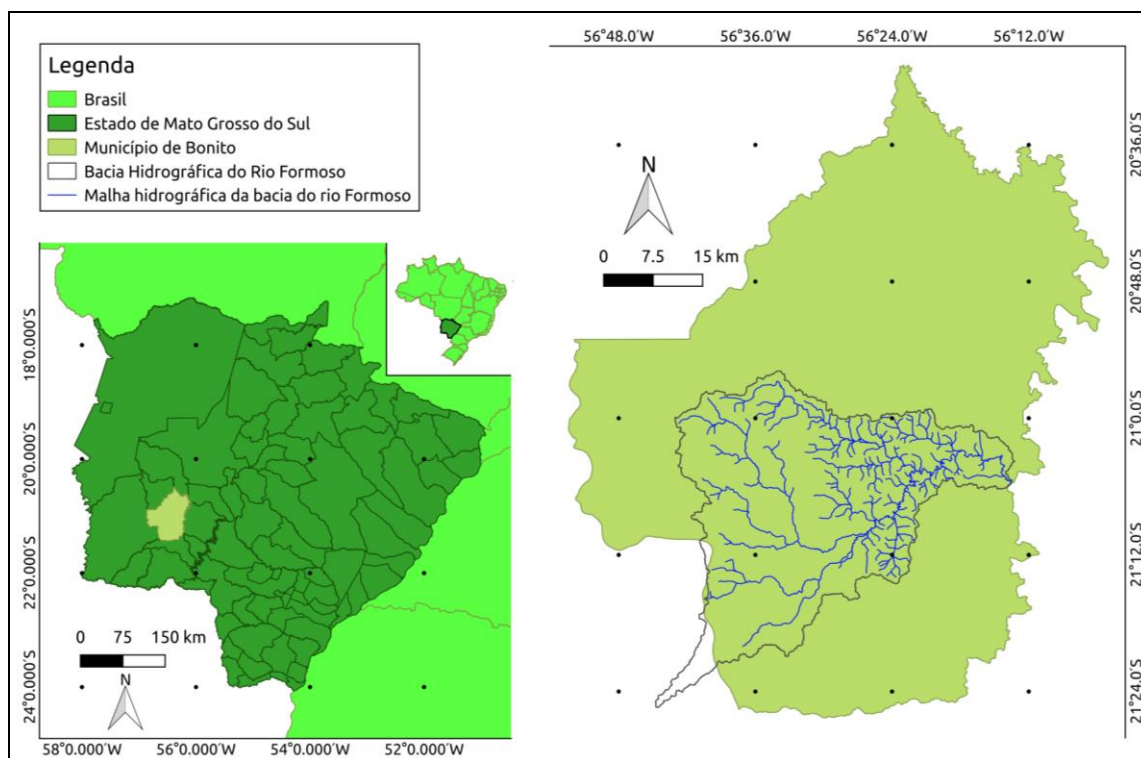 Legenda
Brasil
Estado de Mato Grosso do Sul
Município de Bonito
Bacia Hidrográfica do Rio Formoso
Malha hidrográfica da bacia do rio Formoso
18°0.000'S
20°0.000'S
22°0.000'S
24°0.000'S
0 75 150 km
N
58°0.000'W 56°0.000'W 54°0.000'W 52°0.000'W
56°48.0'W 56°36.0'W 56°24.0'W 56°12.0'W
N
0 7.5 15 km
20°36.0'S
20°48.0'S
21°0.0'S
21°12.0'S
21°24.0'S